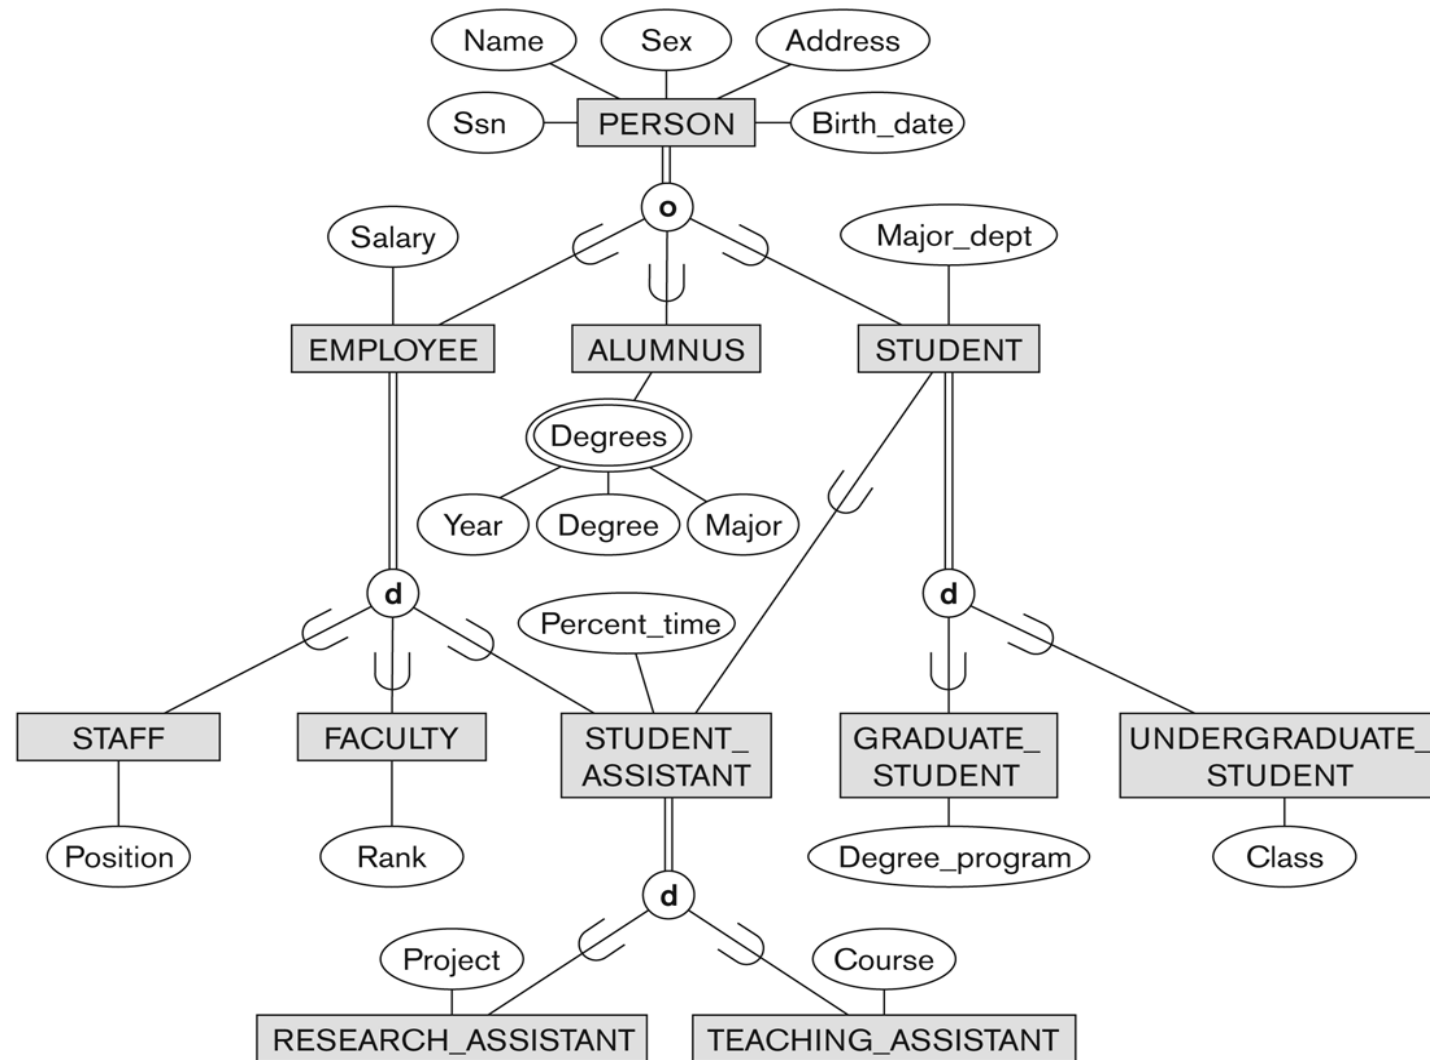 Name
Sex
Address
Ssn
PERSON
Birth_date
o
Salary
Major_dept
EMPLOYEE
ALUMNUS
STUDENT
Degrees
Year
Degree
Major
d
d
Percent_time
STAFF
FACULTY
STUDENT_
ASSISTANT
GRADUATE_
STUDENT
UNDERGRADUATE_
STUDENT
Position
Rank
Degree_program
Class
d
Project
Course
RESEARCH_ASSISTANT
TEACHING_ASSISTANT